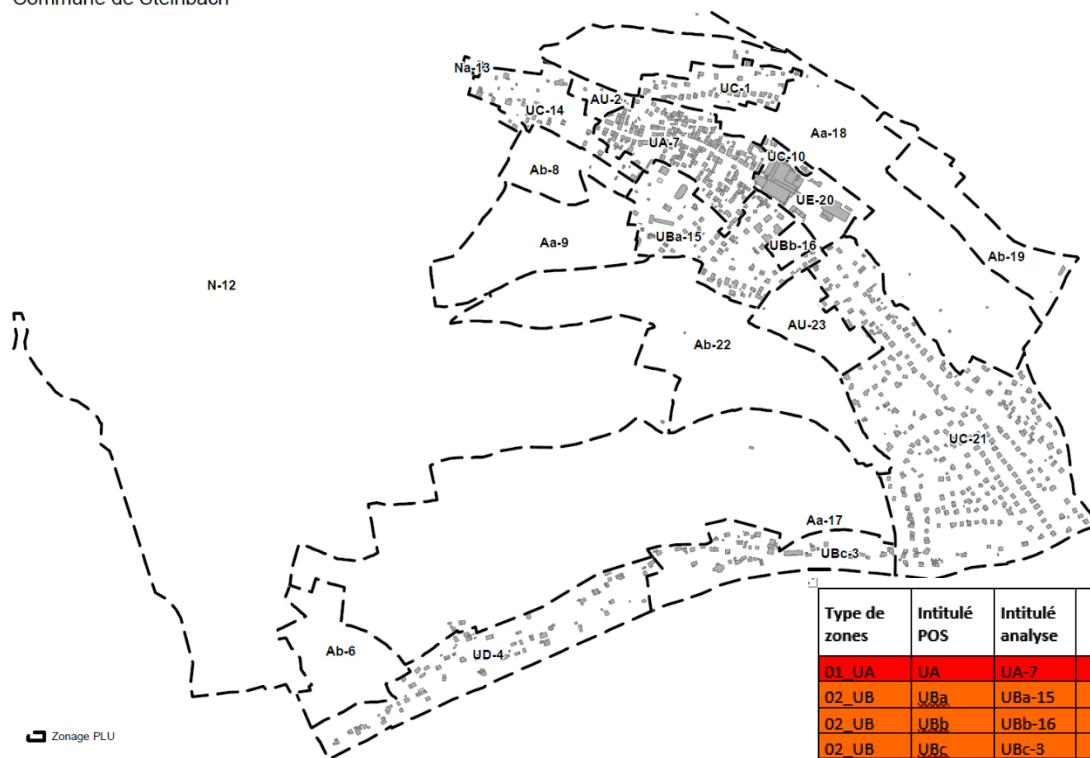 Commune de Steinbach
Na-13
UC-1
AU-2
UC-14
Aa-18
UA-7
UC-10
Ab-8
UE-20
UBa-15
Aa-9
UBb-16
Ab-19
N-12
AU-23
Ab-22
UC-21
Aa-17
UBc-3
Ab-6
UD-4
Zonage PLU
Type de zones | Intitulé POS | Intitulé analyse
01_UA | UA | UA-7
02_UB | UBa | UBa-15
02_UB | UBb | UBb-16
02_UB | UBc | UBc-3